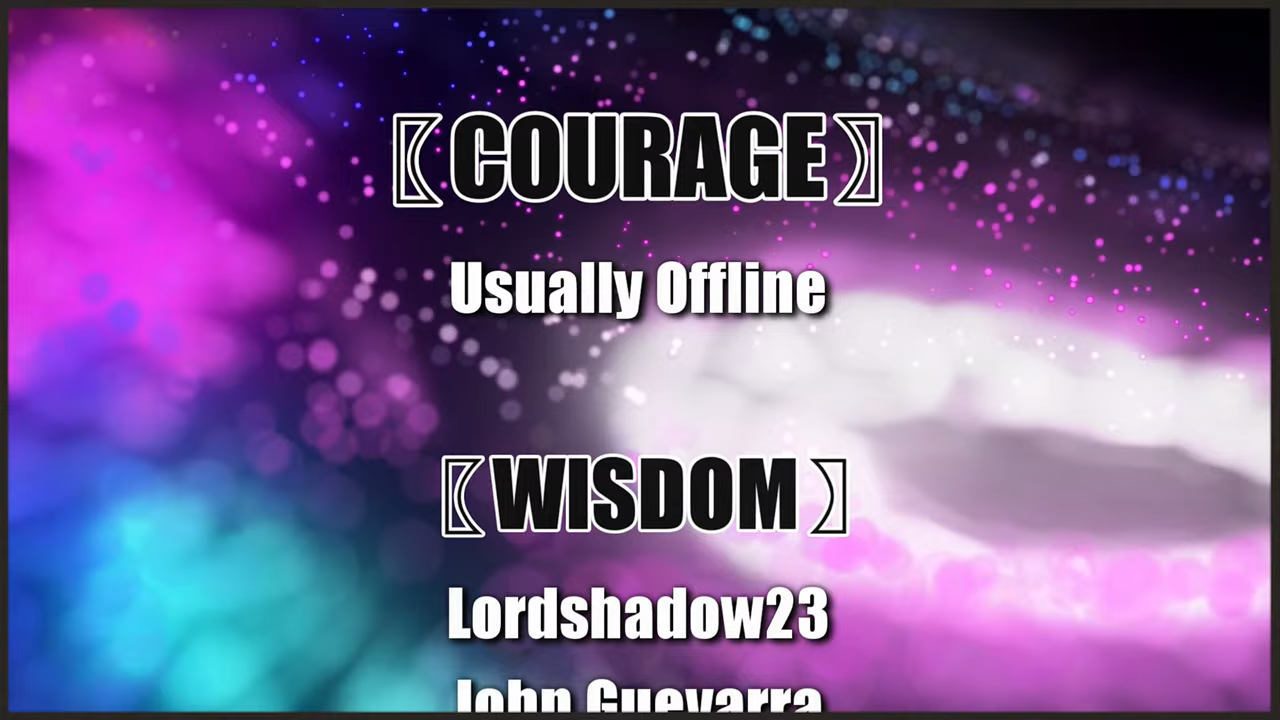 〖COURAGE〗
Usually Offline
〖WISDOM〗
Lordshadow23
John Guevarra